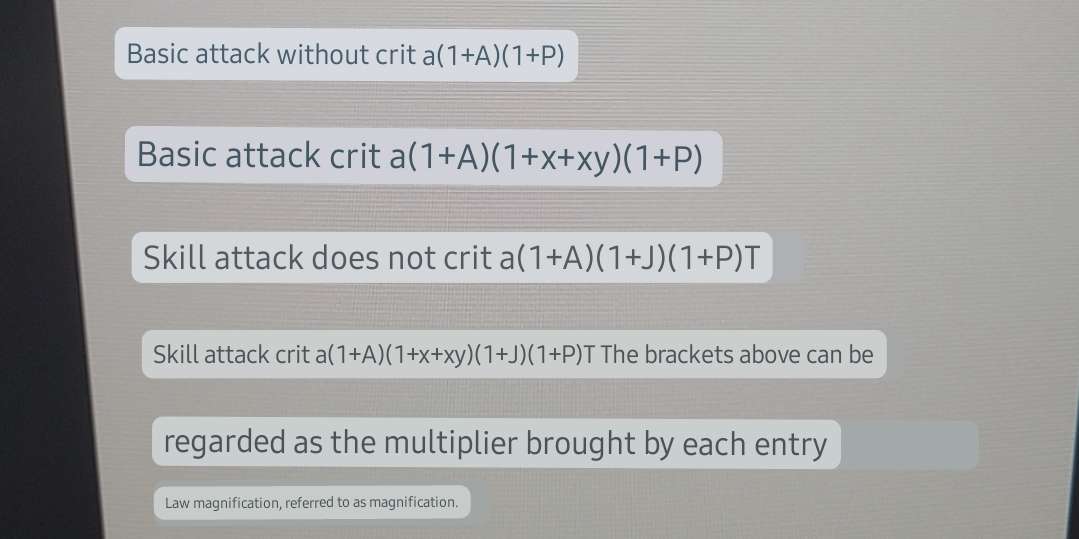 Basic attack without crit a(1+A)(1+P)
Basic attack crit a(1+A)(1+x+xy)(1+P)
Skill attack does not crit a(1+A)(1+J)(1+P)T
Skill attack crit a(1+A)(1+x+xy)(1+J)(1+P)T The brackets above can be
regarded as the multiplier brought by each entry
Law magnification, referred to as magnification.